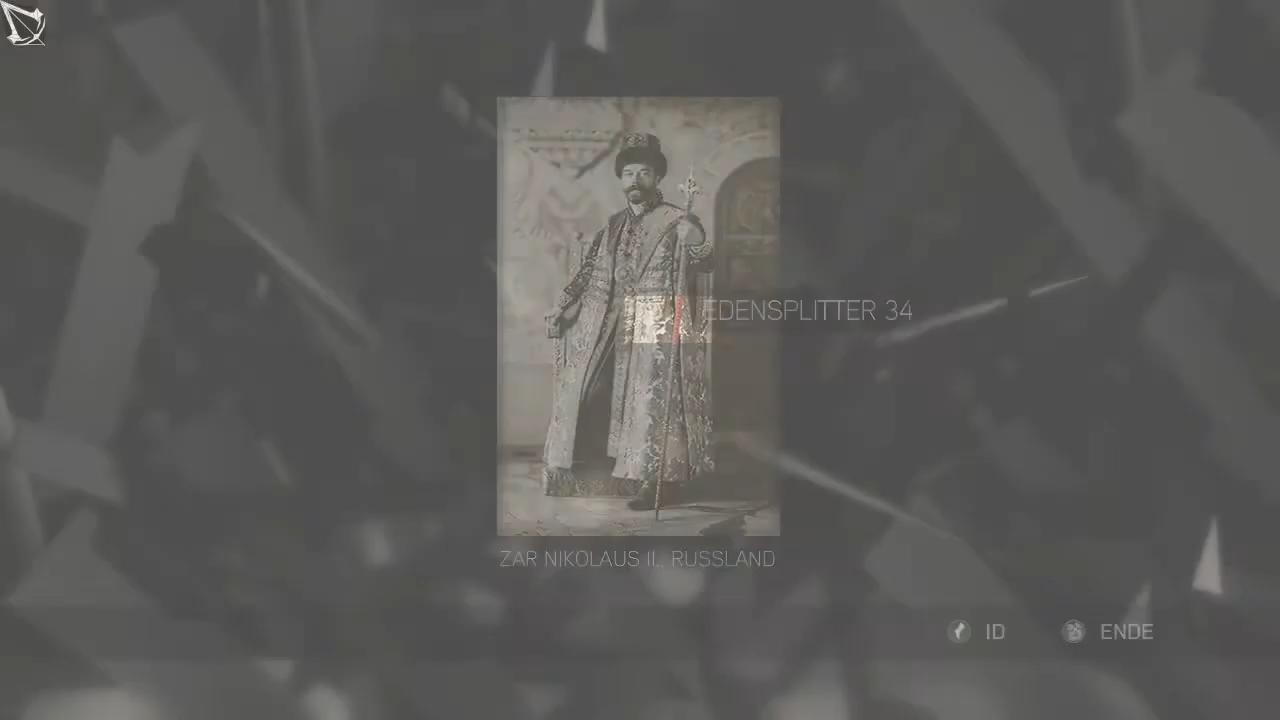 EDENSPLITTER 34
ZAR NIKOLAUS II., RUSSLAND
ID
ENDE